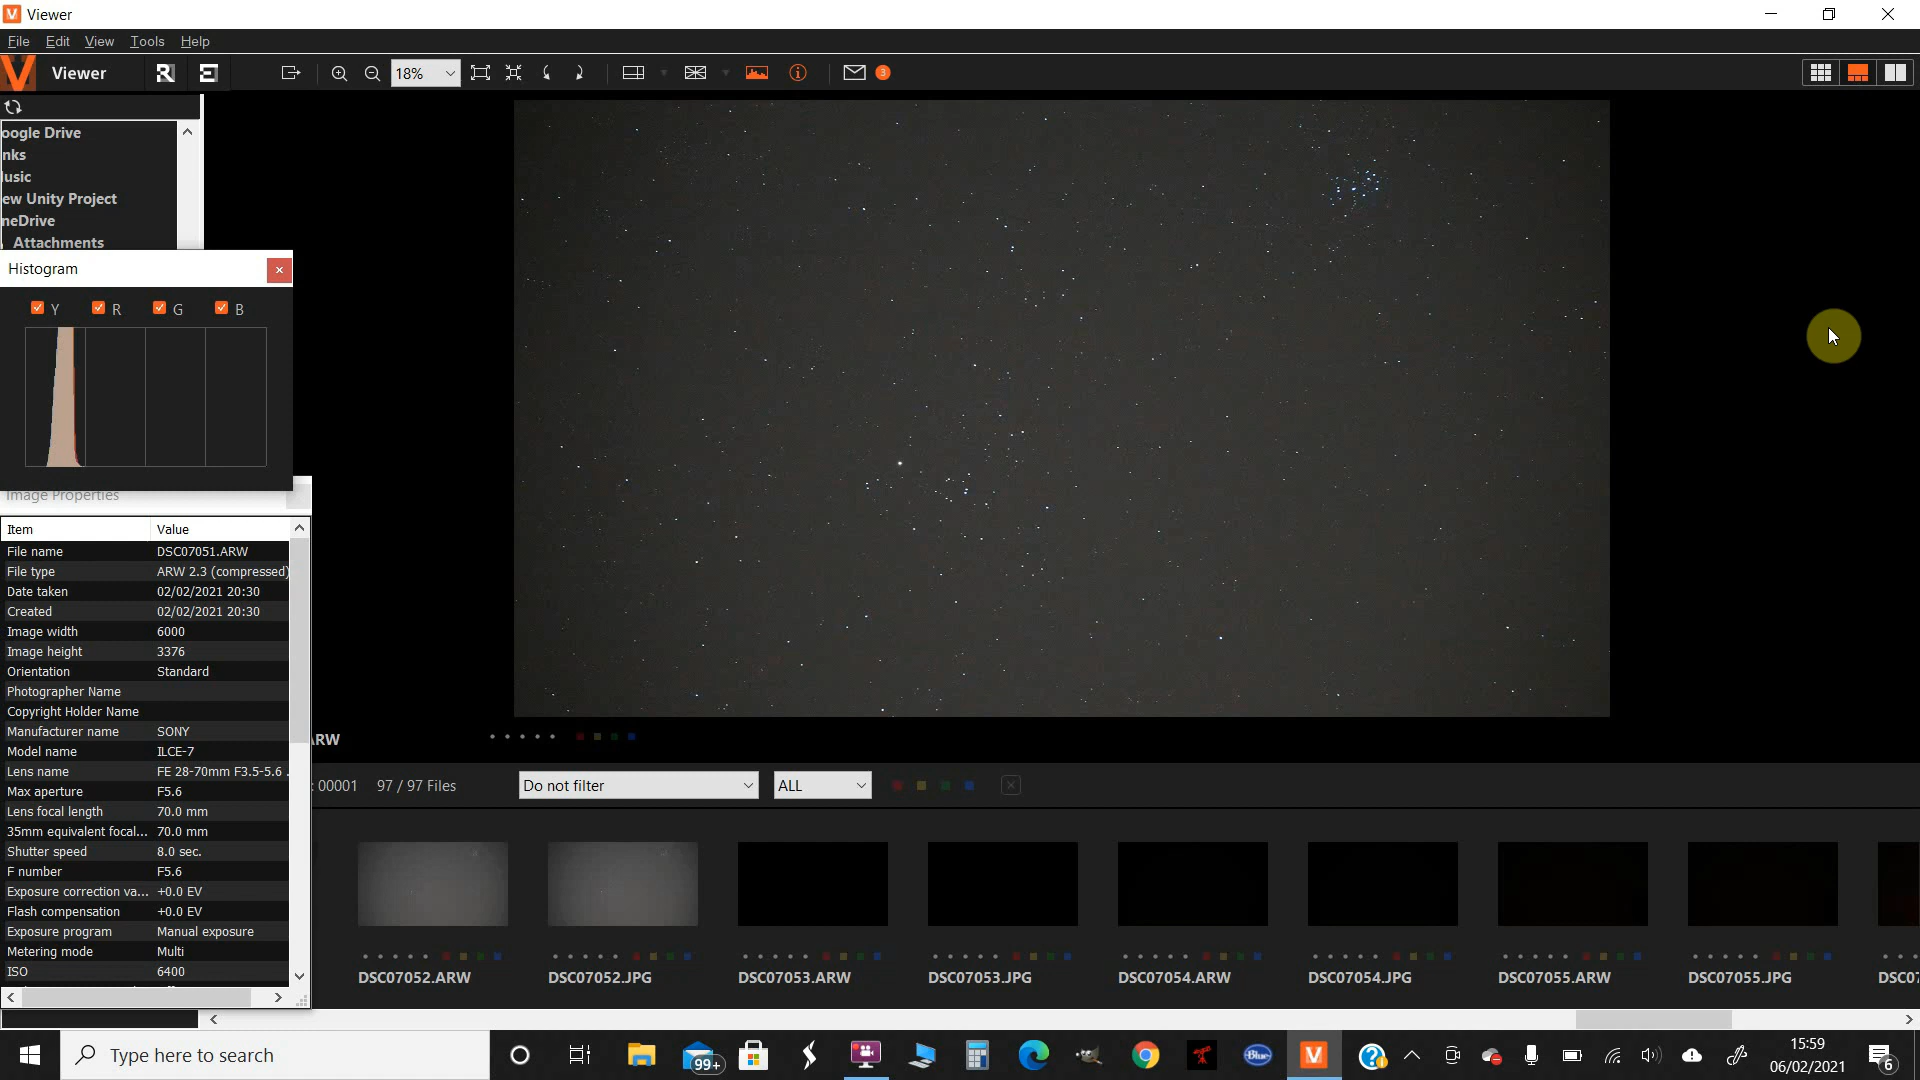 Viewer
File Edit View Tools Help
Viewer
18%
3
oogle Drive
nks
usic
ew Unity Project
neDrive
Attachments
Histogram
Y R G B
Image Properties
Item Value
File name DSC07051.ARW
File type ARW 2.3 (compressed)
Date taken 02/02/2021 20:30
Created 02/02/2021 20:30
Image width 6000
Image height 3376
Orientation Standard
Photographer Name
Copyright Holder Name
Manufacturer name SONY
Model name ILCE-7
Lens name FE 28-70mm F3.5-5.6
Max aperture F5.6
Lens focal length 70.0 mm
35mm equivalent focal... 70.0 mm
Shutter speed 8.0 sec.
F number F5.6
Exposure correction va... +0.0 EV
Flash compensation +0.0 EV
Exposure program Manual exposure
Metering mode Multi
ISO 6400
ARW
: 00001 97 / 97 Files Do not filter ALL
DSC07052.ARW DSC07052.JPG DSC07053.ARW DSC07053.JPG DSC07054.ARW DSC07054.JPG DSC07055.ARW DSC07055.JPG DSC07
Type here to search
99+
Blue
15:59
06/02/2021
6